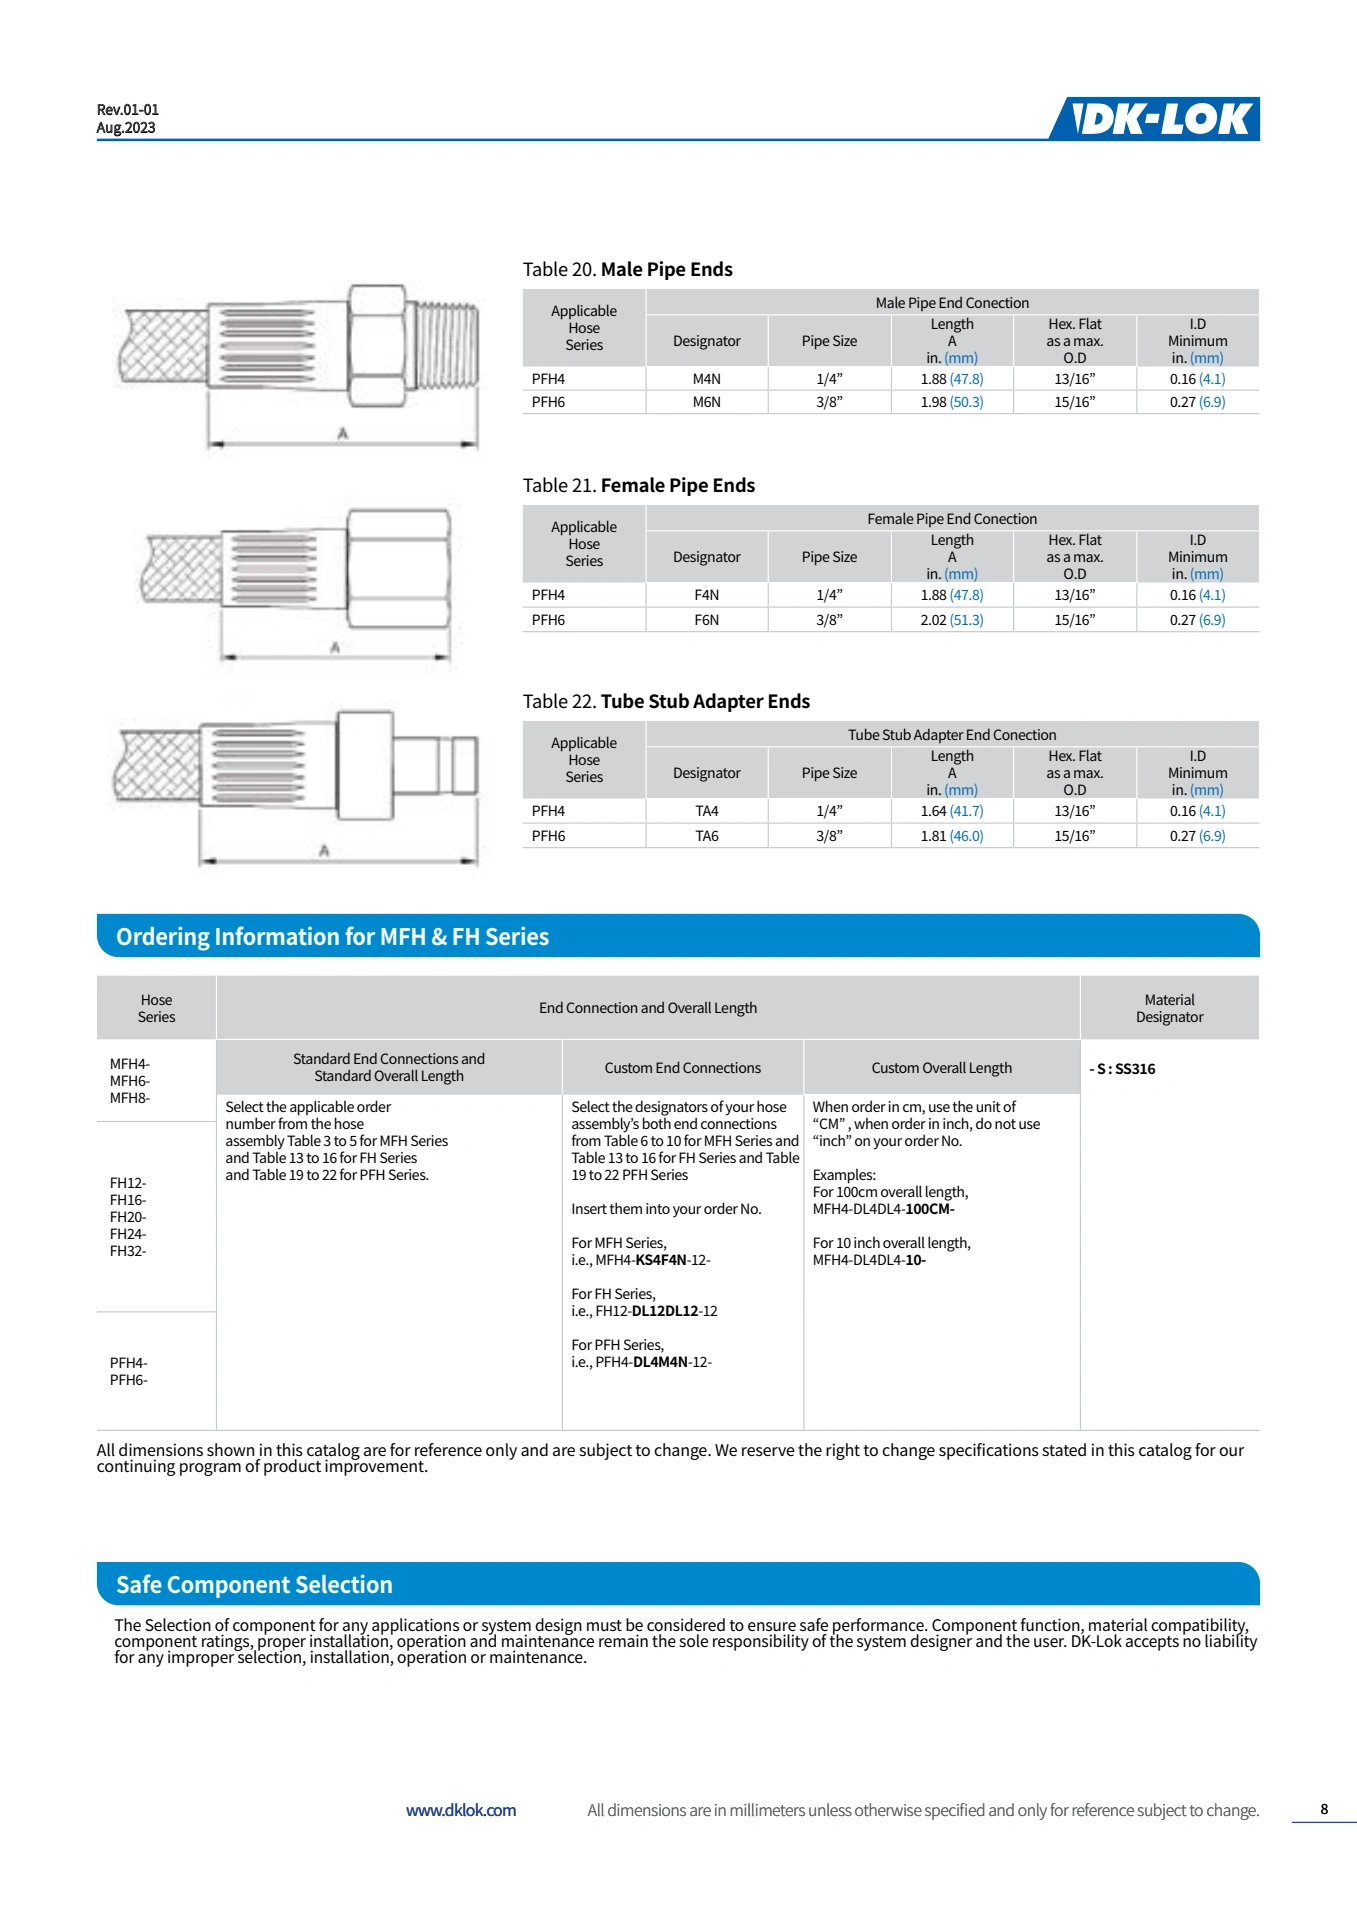 Rev.01-01
Aug.2023
DK-LOK
Table 20. Male Pipe Ends
Applicable
Hose
Series
Male Pipe End Conection
Designator
Pipe Size
Length
A
in. (mm)
Hex. Flat
as a max.
O.D
I.D
Minimum
in. (mm)
PFH4 M4N 1/4” 1.88 (47.8) 13/16” 0.16 (4.1)
PFH6 M6N 3/8” 1.98 (50.3) 15/16” 0.27 (6.9)
A
Table 21. Female Pipe Ends
Applicable
Hose
Series
Female Pipe End Conection
Designator
Pipe Size
Length
A
in. (mm)
Hex. Flat
as a max.
O.D
I.D
Minimum
in. (mm)
PFH4 F4N 1/4” 1.88 (47.8) 13/16” 0.16 (4.1)
PFH6 F6N 3/8” 2.02 (51.3) 15/16” 0.27 (6.9)
A
Table 22. Tube Stub Adapter Ends
Applicable
Hose
Series
Tube Stub Adapter End Conection
Designator
Pipe Size
Length
A
in. (mm)
Hex. Flat
as a max.
O.D
I.D
Minimum
in. (mm)
PFH4 TA4 1/4” 1.64 (41.7) 13/16” 0.16 (4.1)
PFH6 TA6 3/8” 1.81 (46.0) 15/16” 0.27 (6.9)
A
Ordering Information for MFH & FH Series
Hose
Series
End Connection and Overall Length
Material
Designator
MFH4-
MFH6-
MFH8-
FH12-
FH16-
FH20-
FH24-
FH32-
PFH4-
PFH6-
Standard End Connections and
Standard Overall Length
Select the applicable order
number from the hose
assembly Table 3 to 5 for MFH Series
and Table 13 to 16 for FH Series
and Table 19 to 22 for PFH Series.
Custom End Connections
Select the designators of your hose
assembly’s both end connections
from Table 6 to 10 for MFH Series and
Table 13 to 16 for FH Series and Table
19 to 22 PFH Series
Insert them into your order No.
For MFH Series,
i.e., MFH4-KS4F4N-12-
For FH Series,
i.e., FH12-DL12DL12-12
For PFH Series,
i.e., PFH4-DL4M4N-12-
Custom Overall Length
When order in cm, use the unit of
“CM” , when order in inch, do not use
“inch” on your order No.
Examples:
For 100cm overall length,
MFH4-DL4DL4-100CM-
For 10 inch overall length,
MFH4-DL4DL4-10-
- S : SS316
All dimensions shown in this catalog are for reference only and are subject to change. We reserve the right to change specifications stated in this catalog for our
continuing program of product improvement.
Safe Component Selection
The Selection of component for any applications or system design must be considered to ensure safe performance. Component function, material compatibility,
component ratings, proper installation, operation and maintenance remain the sole responsibility of the system designer and the user. DK-Lok accepts no liability
for any improper selection, installation, operation or maintenance.
www.dklok.com
All dimensions are in millimeters unless otherwise specified and only for reference subject to change.
8